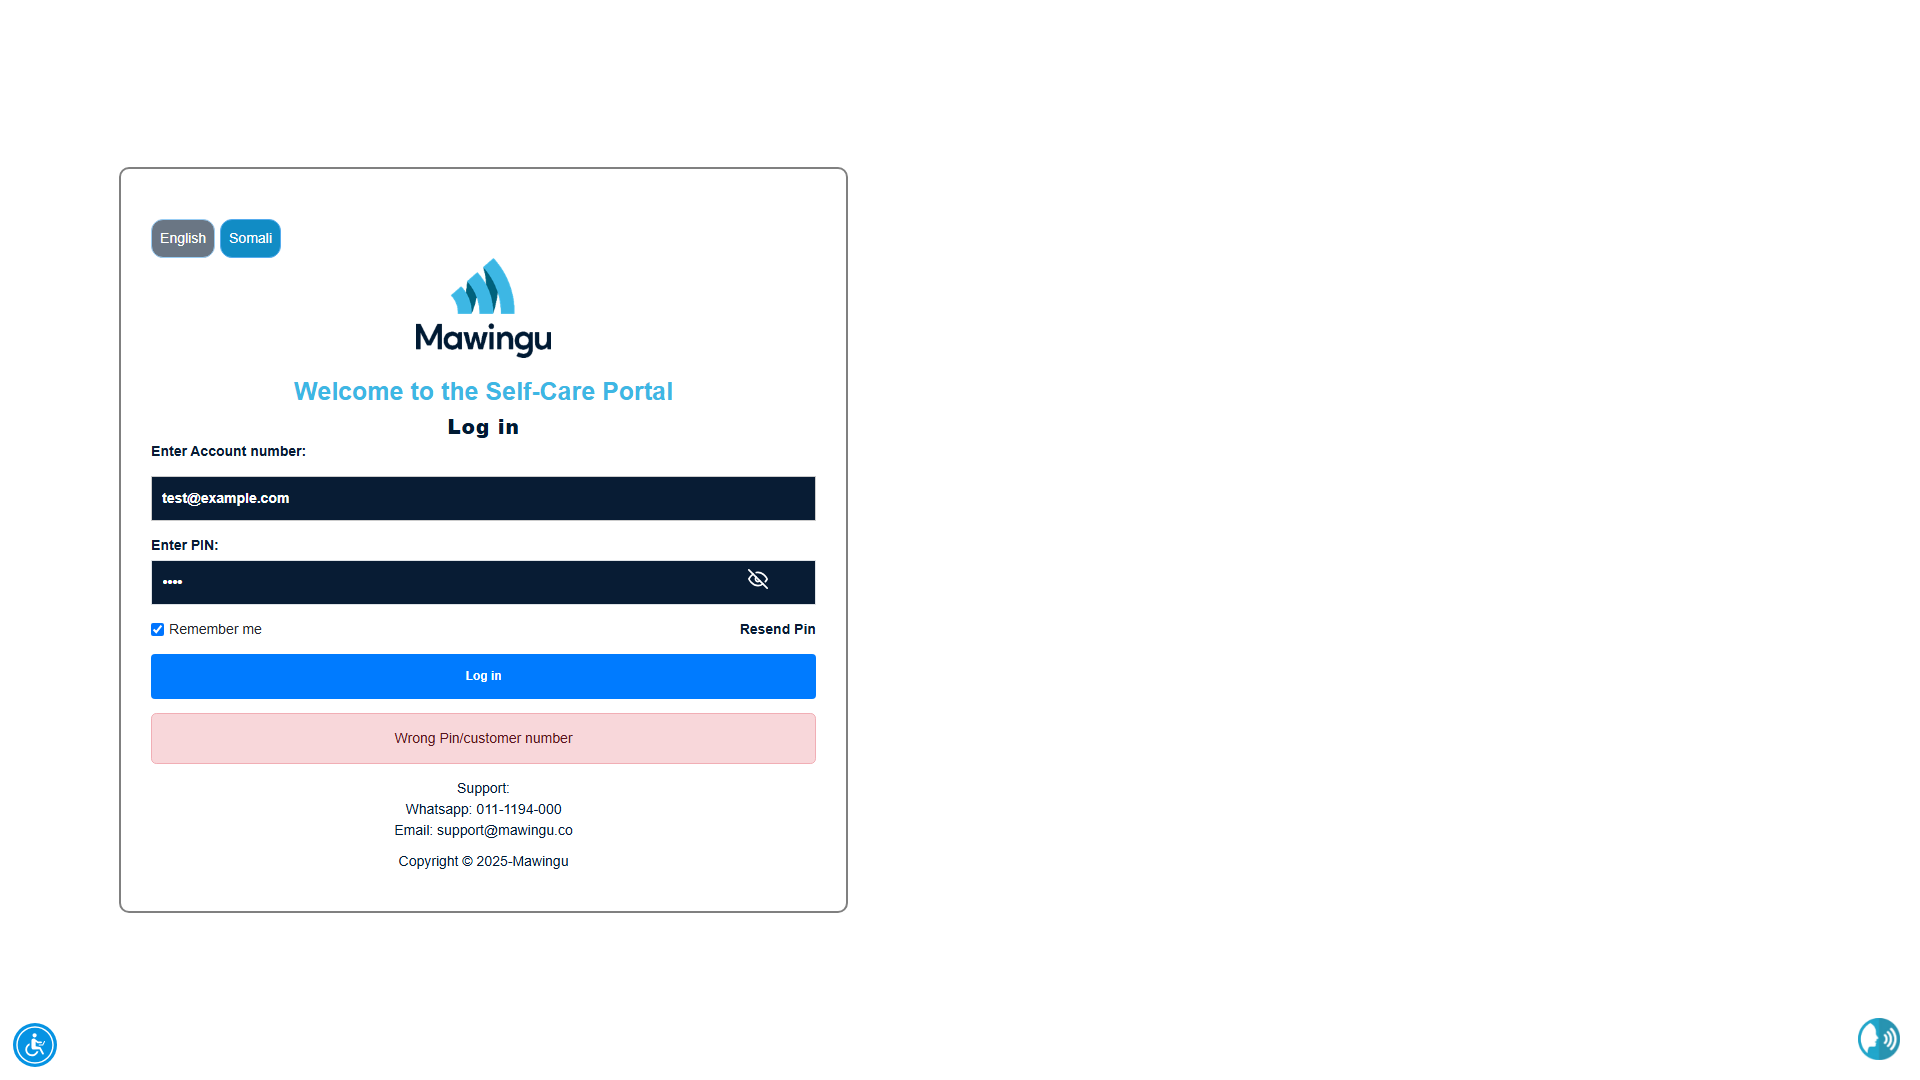 English Somali
Mawingu
Welcome to the Self-Care Portal
Log in
Enter Account number:
test@example.com
Enter PIN:
••••
Remember me Resend Pin
Log in
Wrong Pin/customer number
Support:
Whatsapp: 011-1194-000
Email: support@mawingu.co
Copyright © 2025-Mawingu